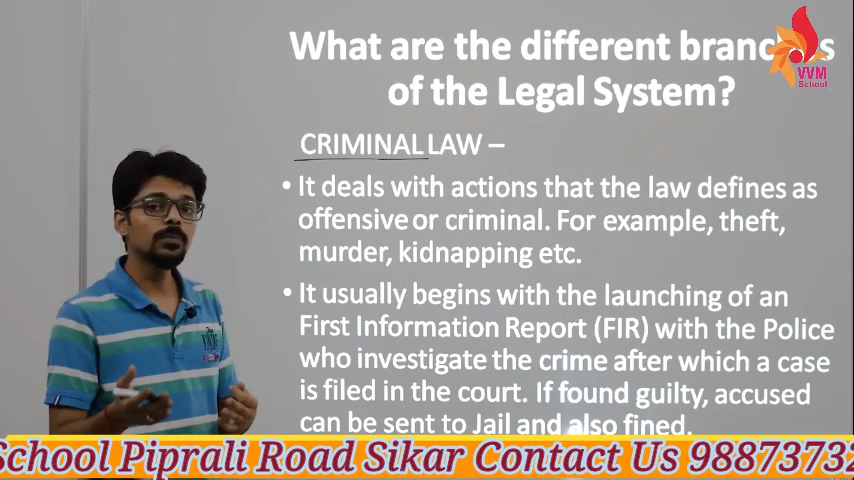 What are the different branches
of the Legal System?
VVM
School
CRIMINAL LAW –
• It deals with actions that the law defines as
offensive or criminal. For example, theft,
murder, kidnapping etc.
• It usually begins with the launching of an
First Information Report (FIR) with the Police
who investigate the crime after which a case
is filed in the court. If found guilty, accused
can be sent to Jail and also fined.
School Piprali Road Sikar Contact Us